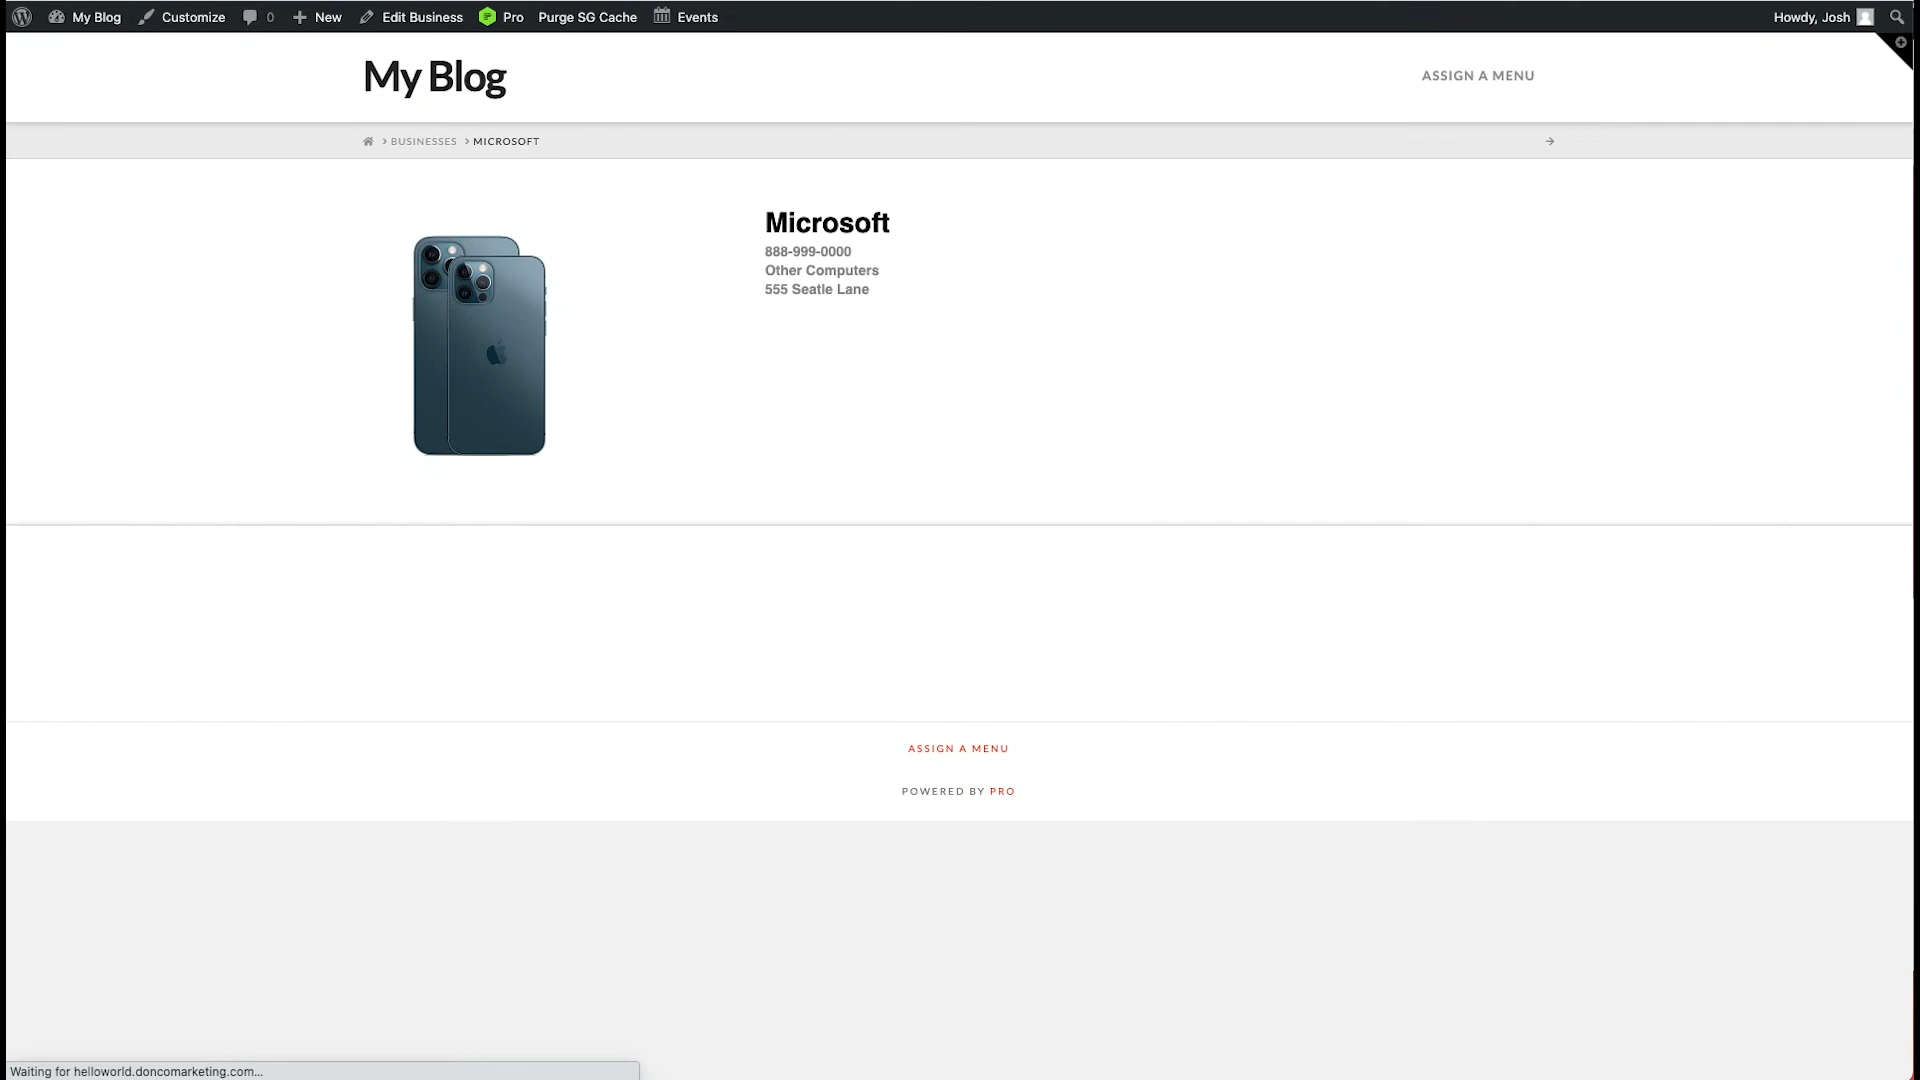 My Blog Customize 0 New Edit Business Pro Purge SG Cache Events Howdy, Josh
My Blog
ASSIGN A MENU
BUSINESSES MICROSOFT
Microsoft
888-999-0000
Other Computers
555 Seatle Lane
ASSIGN A MENU
POWERED BY PRO
Waiting for helloworld.doncomarketing.com...